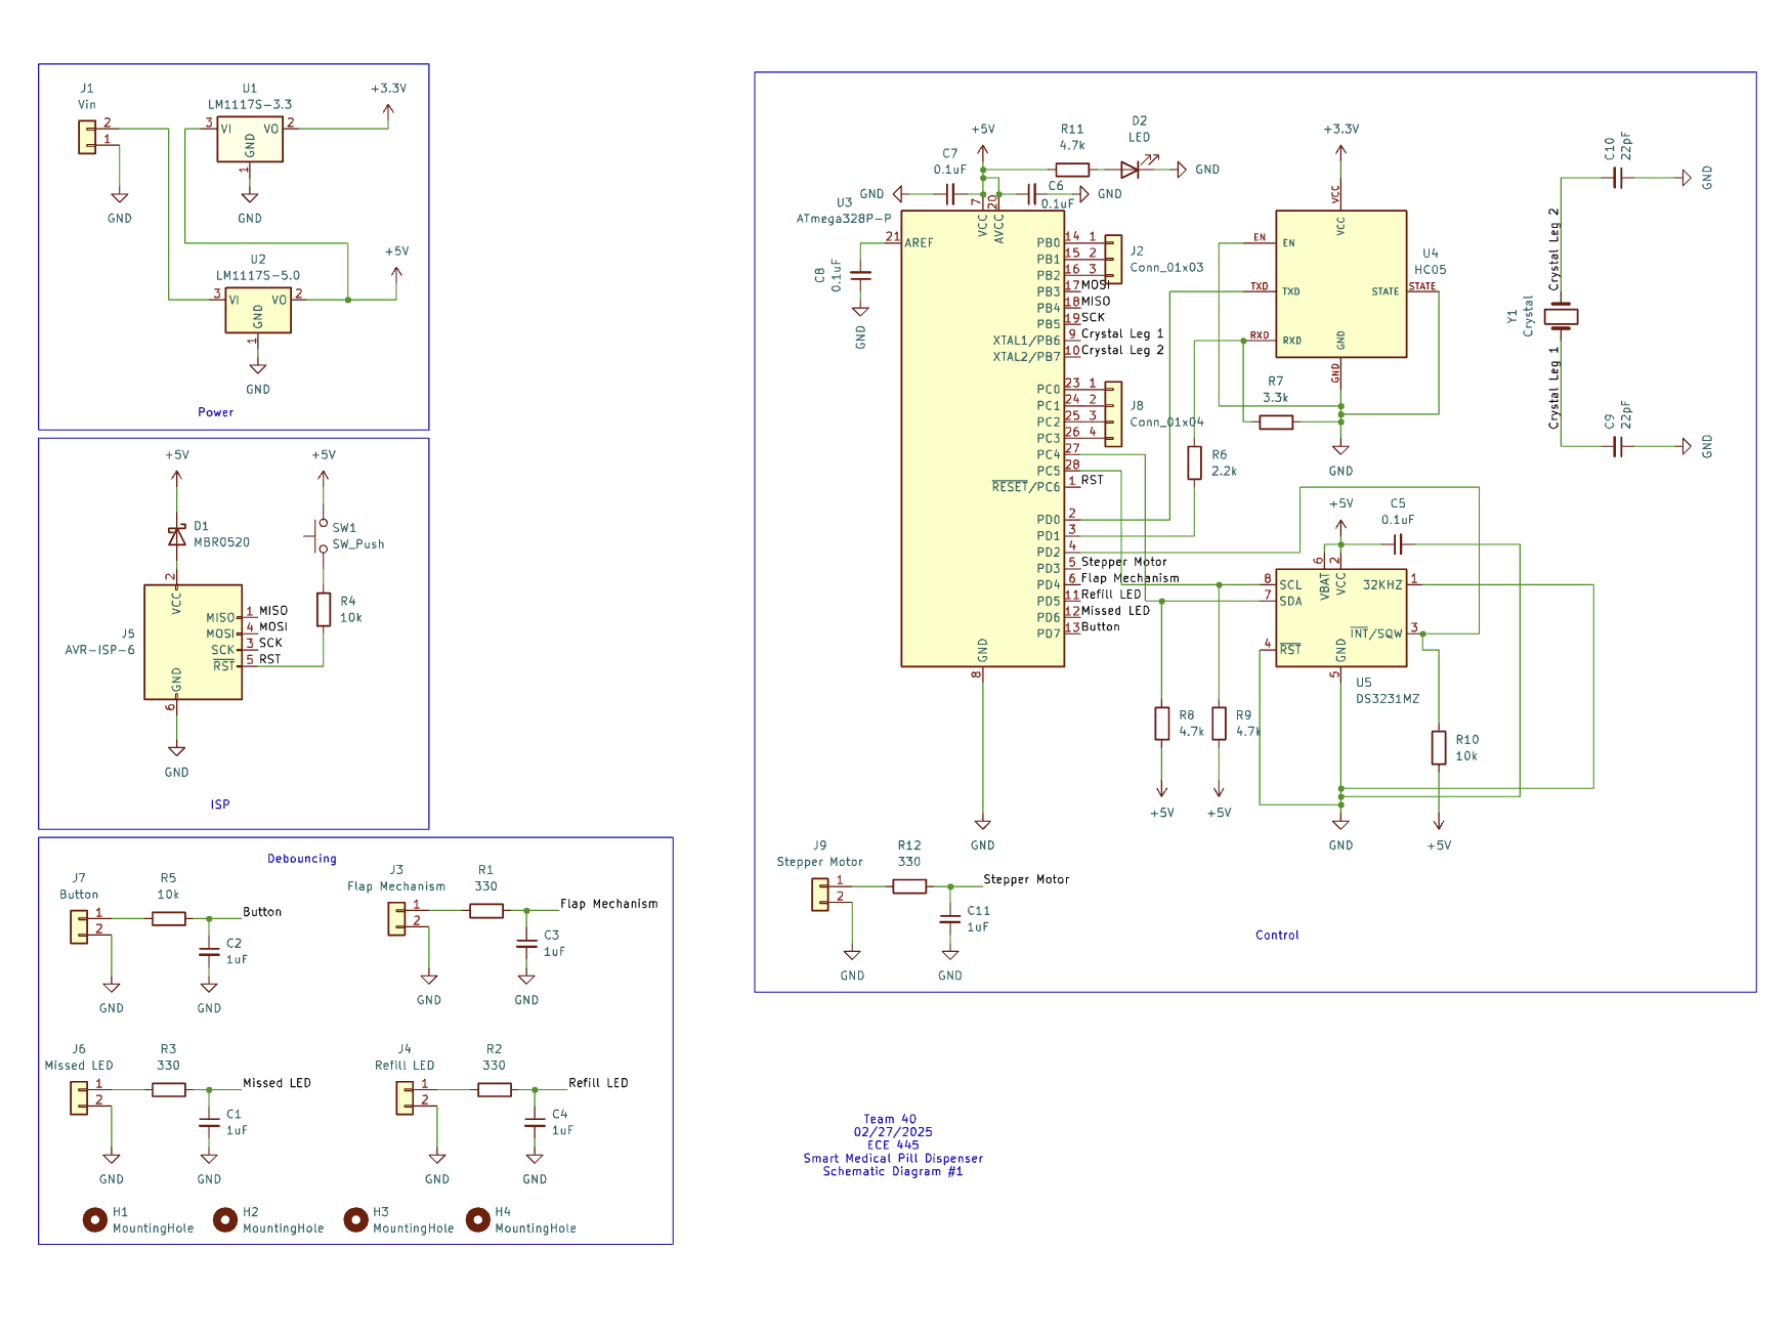 J1
Vin
2
1
GND
U1
LM1117S-3.3
3 VI VO 2
GND
1
GND
+3.3V
U2
LM1117S-5.0
3 VI VO 2
GND
1
GND
+5V
Power
+5V
D1
MBR0520
+5V
SW1
SW_Push
R4
10k
J5
AVR-ISP-6
2
VCC
MISO 1 MISO
MOSI 4 MOSI
SCK 3 SCK
RST 5 RST
GND
6
GND
ISP
Debouncing
J7
Button
1
2
R5
10k
Button
C2
1uF
GND
GND
J3
Flap Mechanism
1
2
R1
330
Flap Mechanism
C3
1uF
GND
GND
J6
Missed LED
1
2
R3
330
Missed LED
C1
1uF
GND
GND
J4
Refill LED
1
2
R2
330
Refill LED
C4
1uF
GND
GND
H1
MountingHole
H2
MountingHole
H3
MountingHole
H4
MountingHole
+5V
R11
4.7k
D2
LED
GND
C7
0.1uF
GND
C6
0.1uF
GND
U3
ATmega328P-P
7
VCC
20
AVCC
21 AREF
C8
0.1uF
GND
PB0 14 1
PB1 15 2
PB2 16 3
J2
Conn_01x03
PB3 17 MOSI
PB4 18 MISO
PB5 19 SCK
XTAL1/PB6 9 Crystal Leg 1
XTAL2/PB7 10 Crystal Leg 2
PC0 23 1
PC1 24 2
PC2 25 3
PC3 26 4
J8
Conn_01x04
PC4 27
PC5 28
RESET/PC6 1 RST
PD0 2
PD1 3
PD2 4
PD3 5 Stepper Motor
PD4 6 Flap Mechanism
PD5 11 Refill LED
PD6 12 Missed LED
PD7 13 Button
GND
8
GND
+3.3V
VCC
VCC
EN EN
TXD TXD
RXD RXD
STATE STATE
GND
GND
U4
HC05
R7
3.3k
GND
R6
2.2k
Crystal Leg 2
Y1
Crystal
Crystal Leg 1
C10
22pF
GND
C9
22pF
GND
+5V
C5
0.1uF
6
VBAT
2
VCC
8 SCL
7 SDA
4 RST
32KHZ 1
INT/SQW 3
GND
5
U5
DS3231MZ
R8
4.7k
+5V
R9
4.7k
+5V
R10
10k
+5V
GND
J9
Stepper Motor
1
2
R12
330
Stepper Motor
C11
1uF
GND
GND
Control
Team 40
02/27/2025
ECE 445
Smart Medical Pill Dispenser
Schematic Diagram #1